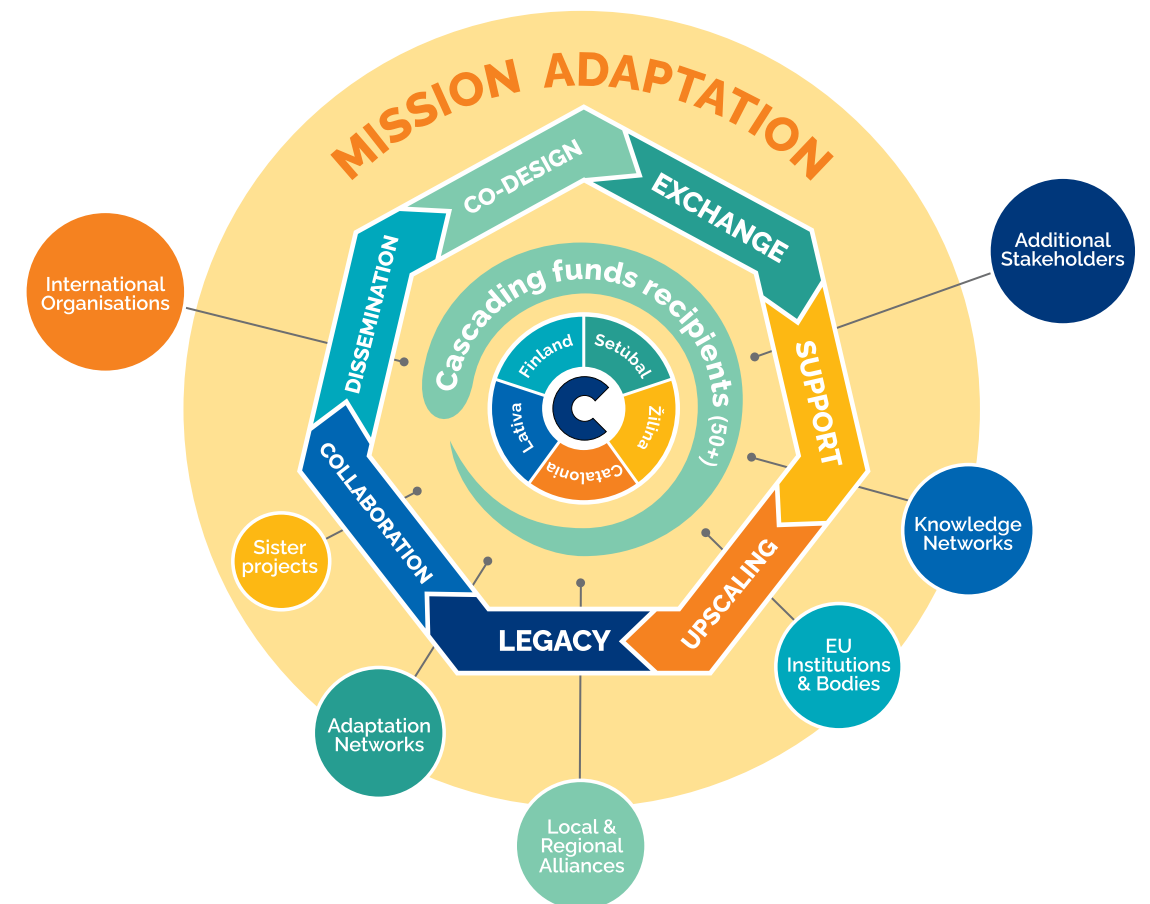 MISSION ADAPTATION
CO-DESIGN
EXCHANGE
SUPPORT
UPSCALING
LEGACY
COLLABORATION
DISSEMINATION
Cascading funds recipients (50+)
Finland
Setúbal
Žilina
Catalonia
Lativa
C
International
Organisations
Additional
Stakeholders
Knowledge
Networks
EU
Institutions
& Bodies
Local &
Regional
Alliances
Adaptation
Networks
Sister
projects